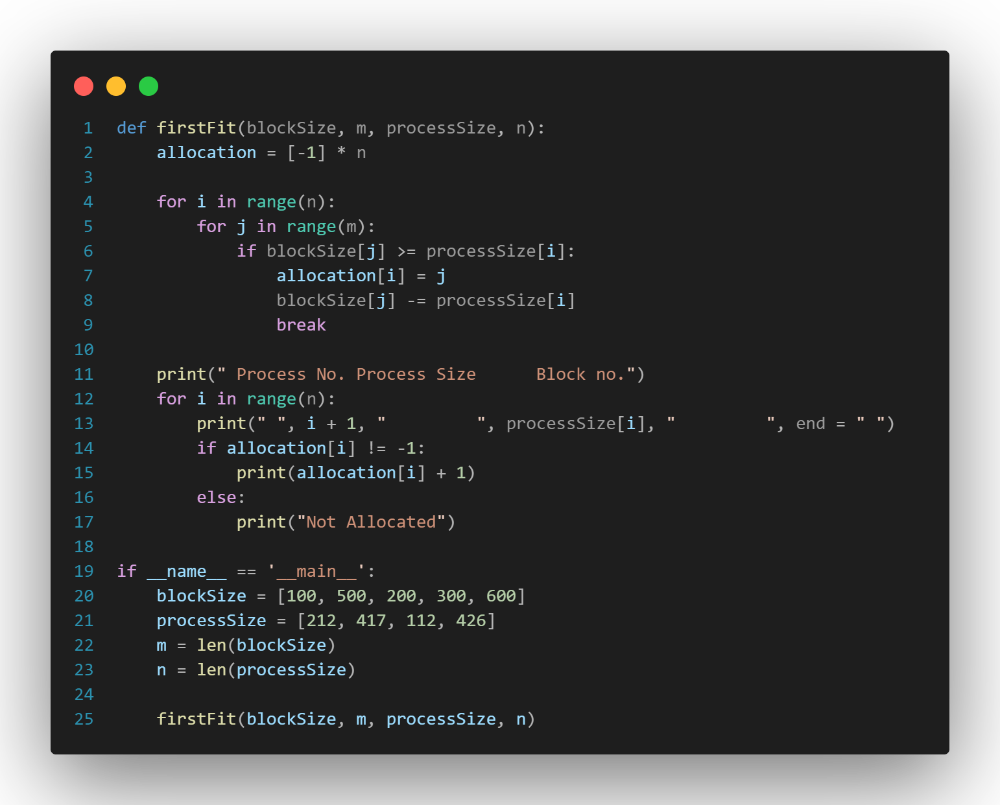 1 def firstFit(blockSize, m, processSize, n):
2     allocation = [-1] * n
3
4     for i in range(n):
5         for j in range(m):
6             if blockSize[j] >= processSize[i]:
7                 allocation[i] = j
8                 blockSize[j] -= processSize[i]
9                 break
10
11     print(" Process No. Process Size      Block no.")
12     for i in range(n):
13         print(" ", i + 1, "         ", processSize[i], "         ", end = " ")
14         if allocation[i] != -1:
15             print(allocation[i] + 1)
16         else:
17             print("Not Allocated")
18
19 if __name__ == '__main__':
20     blockSize = [100, 500, 200, 300, 600]
21     processSize = [212, 417, 112, 426]
22     m = len(blockSize)
23     n = len(processSize)
24
25     firstFit(blockSize, m, processSize, n)